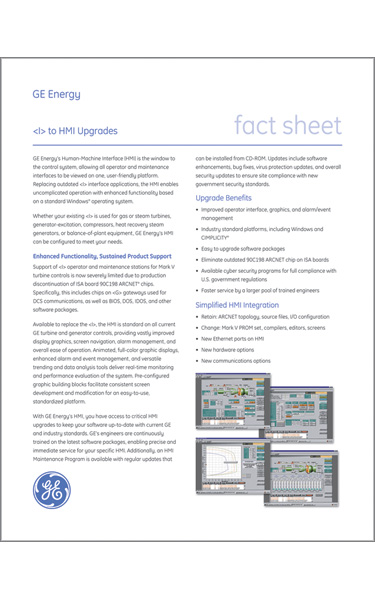 GE Energy
<I> to HMI Upgrades
fact sheet
GE Energy's Human-Machine Interface (HMI) is the window to
the control system, allowing all operator and maintenance
interfaces to be viewed in one, user-friendly platform.
Replacing outdated <I> interface applications, the HMI enables
uncomplicated operation with enhanced functionality based
on a standard Windows® operating system.
Whether your existing <I> is used for gas or steam turbines,
generator-excitation, compressors, heat recovery steam
generators, or balance-of-plant equipment, GE Energy's HMI
can be configured to meet your needs.
Enhanced Functionality, Sustained Product Support
Support of <I> operator and maintenance stations for Mark V
turbine controls is now severely limited due to production
discontinuation of ISA board 90C198 ARCNET® chips.
Specifically this includes chips on <G> gateways used for
DCS communications, as well as BIOS, DOS, IDOS, and other
software packages.
Available to replace the <I>, the HMI is standard on all current
GE turbine and generator controls, providing vastly improved
display graphics, screen navigation, alarm management, and
overall ease of operation. Animated, full-color graphic displays,
enhanced alarm and event management, and versatile
trending and data analysis tools deliver real-time monitoring
and performance evaluation of the system. Pre-configured
graphic building blocks facilitate consistent screen
development and modification for an easy-to-use,
standardized platform.
With GE Energy's HMI, you have access to critical HMI
upgrades to keep your software up-to-date with current GE
and industry standards. GE's engineers are continuously
trained on the latest software packages, enabling precise and
immediate service for your specific HMI. Additionally, an HMI
Maintenance Program is available with regular updates that
can be installed from CD-ROM. Updates include software
enhancements, bug fixes, virus protection updates, and overall
security updates to ensure site compliance with new
government security standards.
Upgrade Benefits
• Improved operator interface, graphics, and alarm/event
management
• Industry standard platforms, including Windows and
CIMPLICITY®
• Easy to upgrade software packages
• Eliminate outdated 90C198 ARCNET chip on ISA boards
• Available cyber security programs for full compliance with
U.S. government regulations
• Faster service by a larger pool of trained engineers
Simplified HMI Integration
• Retain: ARCNET topology, source files, I/O configuration
• Change: Mark V PROM set, compilers, editors, screens
• New Ethernet ports on HMI
• New hardware options
• New communications options
GE